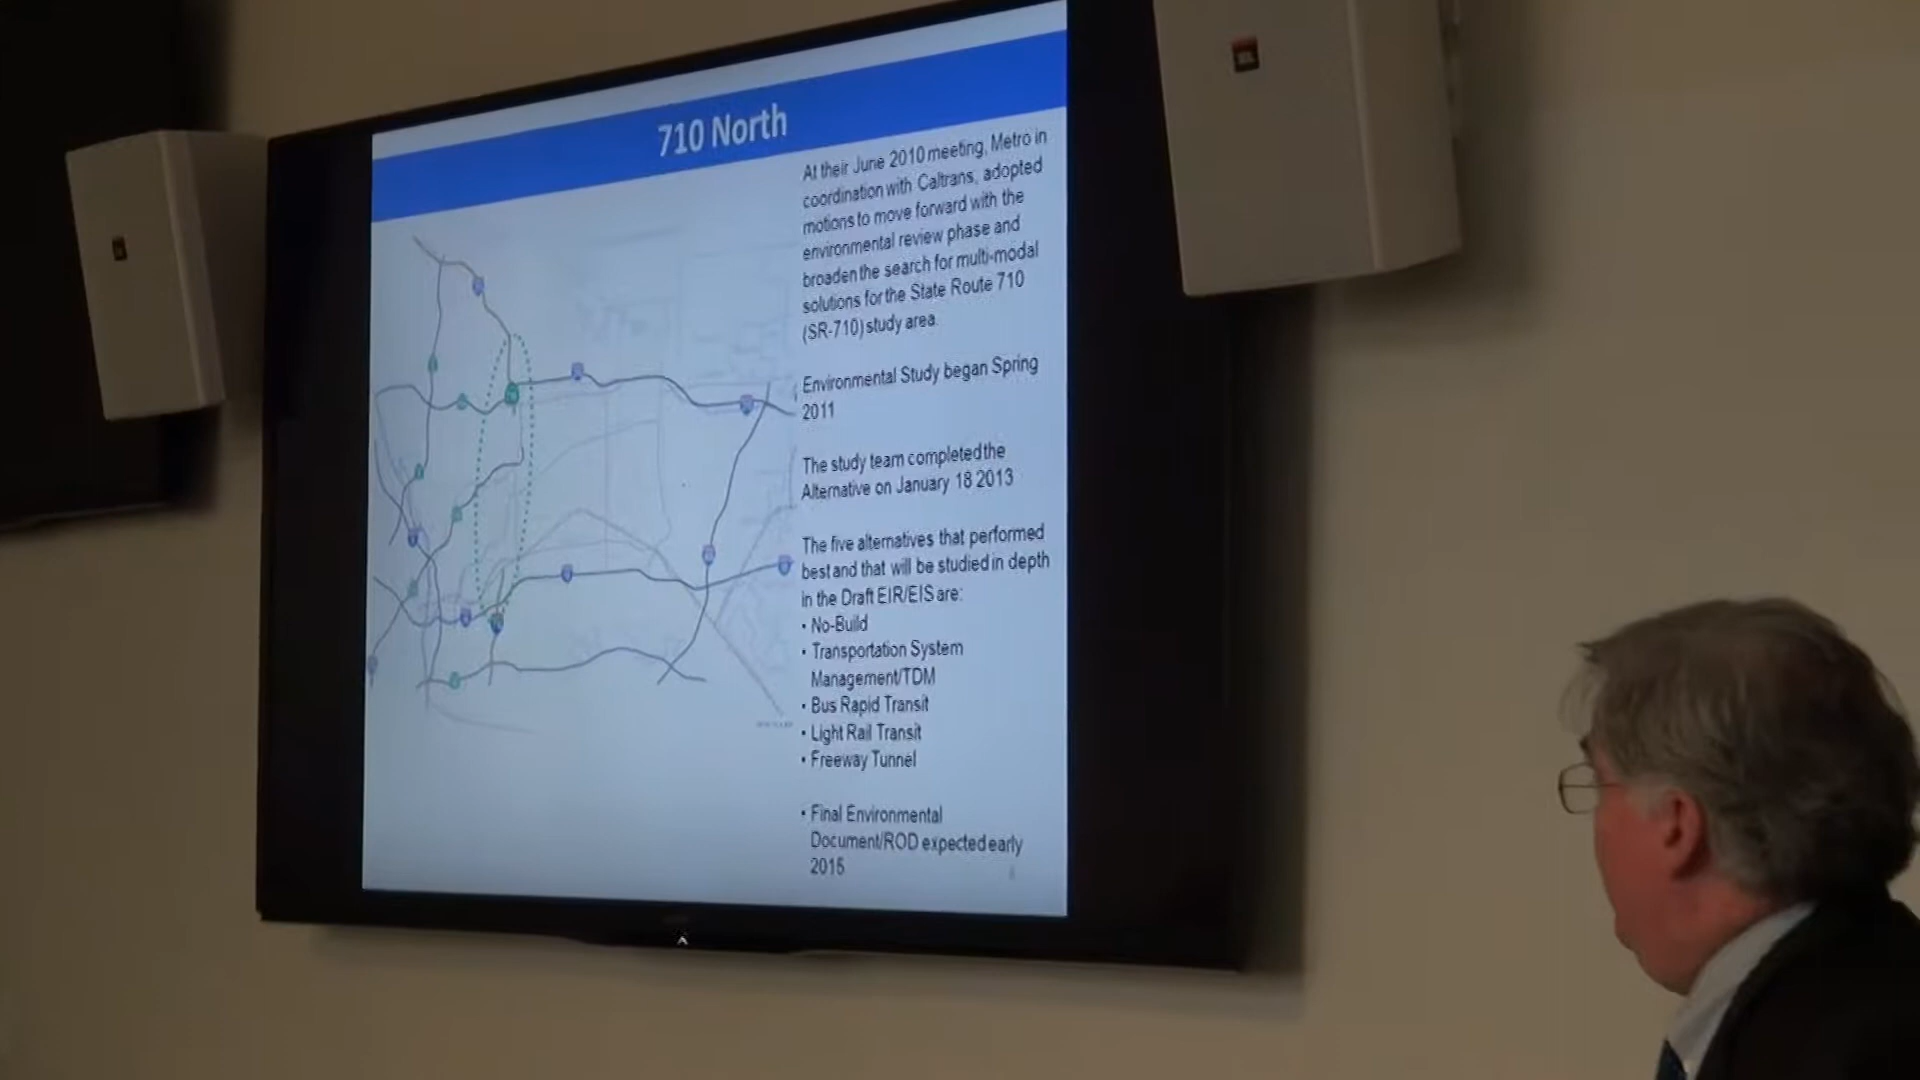 710 North
At their June 2010 meeting, Metro in
coordination with Caltrans, adopted
motions to move forward with the
environmental review phase and
broaden the search for multi-modal
solutions for the State Route 710
(SR-710) study area.
Environmental Study began Spring
2011
The study team completed the
Alternative on January 18 2013
The five alternatives that performed
best and that will be studied in depth
in the Draft EIR/EIS are:
• No-Build
• Transportation System
Management/TDM
• Bus Rapid Transit
• Light Rail Transit
• Freeway Tunnel
• Final Environmental
Document/ROD expected early
2015
JBL